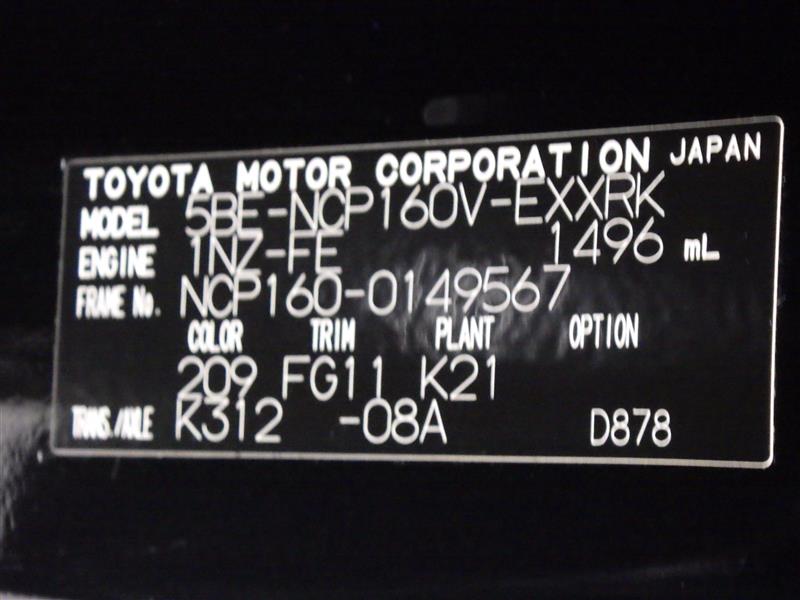 TOYOTA MOTOR CORPORATION JAPAN
MODEL 5BE-NCP160V-EXXRK
ENGINE 1NZ-FE 1496 mL
FRAME No. NCP160-0149567
COLOR TRIM PLANT OPTION
209 FG11 K21
TRANS./AXLE K312 -08A D878